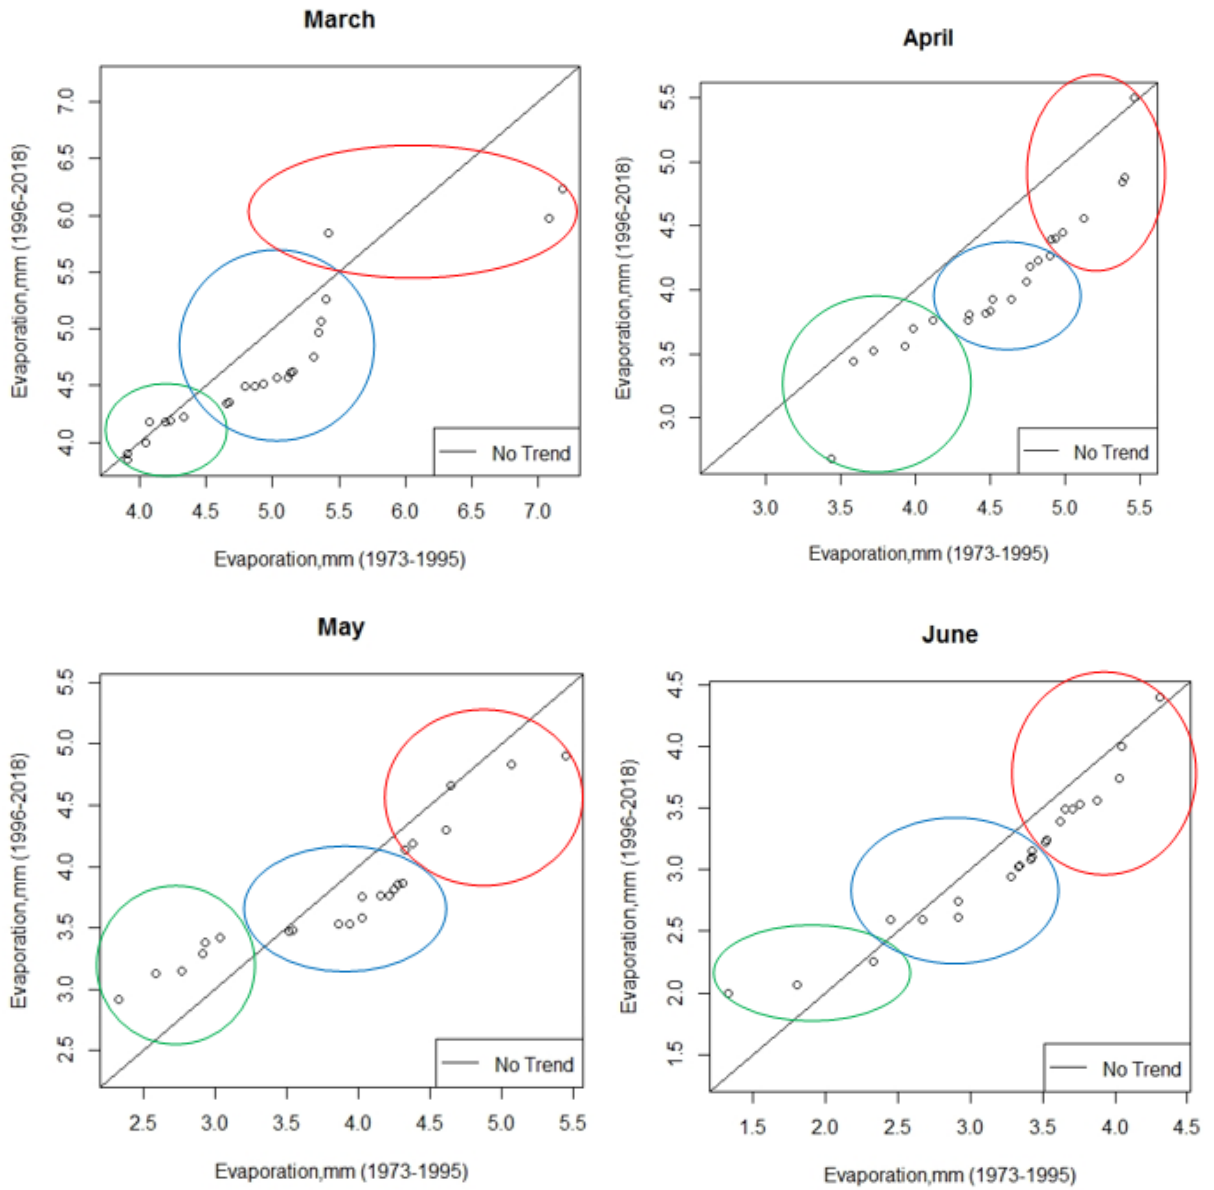 March
Evaporation,mm (1996-2018)
7.0
6.5
6.0
5.5
5.0
4.5
4.0
No Trend
4.0 4.5 5.0 5.5 6.0 6.5 7.0
Evaporation,mm (1973-1995)
April
Evaporation,mm (1996-2018)
5.5
5.0
4.5
4.0
3.5
3.0
No Trend
3.0 3.5 4.0 4.5 5.0 5.5
Evaporation,mm (1973-1995)
May
Evaporation,mm (1996-2018)
5.5
5.0
4.5
4.0
3.5
3.0
2.5
No Trend
2.5 3.0 3.5 4.0 4.5 5.0 5.5
Evaporation,mm (1973-1995)
June
Evaporation,mm (1996-2018)
4.5
4.0
3.5
3.0
2.5
2.0
1.5
No Trend
1.5 2.0 2.5 3.0 3.5 4.0 4.5
Evaporation,mm (1973-1995)